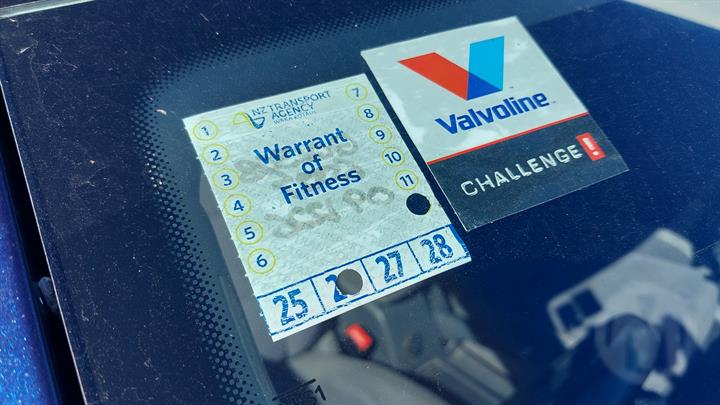 NZ TRANSPORT
AGENCY
WAKA KOTAHI
Warrant
of
Fitness
1
2
3
4
5
6
7
8
9
10
11
25
27
28
Valvoline
CHALLENGE!